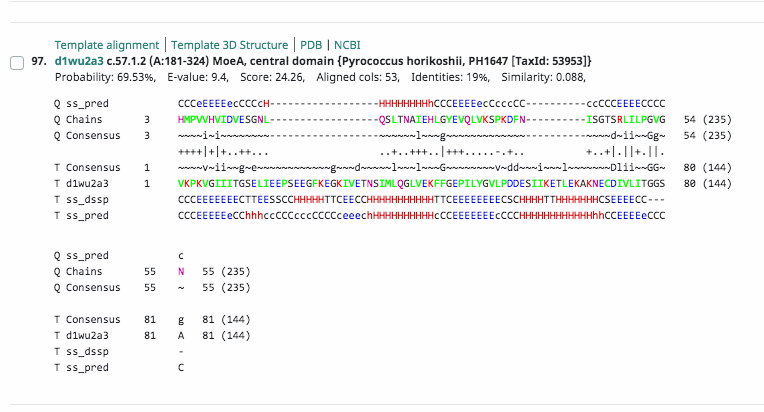 Template alignment | Template 3D Structure | PDB | NCBI
97. d1wu2a3 c.57.1.2 (A:181-324) MoeA, central domain {Pyrococcus horikoshii, PH1647 [TaxId: 53953]}
Probability: 69.53%, E-value: 9.4, Score: 24.26, Aligned cols: 53, Identities: 19%, Similarity: 0.088,
Q ss_pred CCCeEEEEecCCCcH------------------HHHHHHHHhCCCEEEEecCcccCC----------ccCCCEEEECCCC
Q Chains 3 HMPVVHVIDVESGNL------------------QSLTNAIEHLGYEVQLVKSPKDFN----------ISGTSRLILPGVG 54 (235)
Q Consensus 3 ~~~~i~i~~~~~~~~------------------~~~~~~l~~~g~~~~~~~~~~~~~----------~~~~d~ii~~Gg~ 54 (235)
++++|+|+..++... ..+..+++..|+++.....-.+.. +..+|.||+.||.
T Consensus 1 ~~~~v~ii~~g~e~~~~~~~~~~~~g~~~d~~~~~l~~~l~~~G~~~~~~~~v~dd~~~i~~~l~~~~~~~~Dlii~~GG~ 80 (144)
T d1wu2a3 1 VKPKVGIIITGSELIEEPSEEGFKEGKIVETNSIMLQGLVEKFFGEPILYGVLPDDESIIKETLEKAKNECDIVLITGGS 80 (144)
T ss_dssp CCCEEEEEEECTTEESSCCHHHHHTTCEECCHHHHHHHHHHHHTTCEEEEEEEECSCHHHHTTHHHHHHHCSEEEECC---
T ss_pred CCCEEEEEeCChhhccCCCcccCCCCceeechHHHHHHHHHHHcCCEEEEEEEcCCCHHHHHHHHHHHHhhCCEEEEeCCC
Q ss_pred c
Q Chains 55 N 55 (235)
Q Consensus 55 ~ 55 (235)
T Consensus 81 g 81 (144)
T d1wu2a3 81 A 81 (144)
T ss_dssp -
T ss_pred C